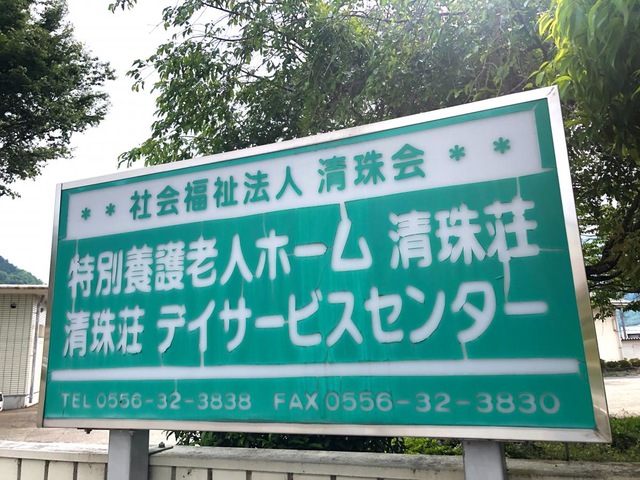 ** 社会福祉法人 清珠会 **
特別養護老人ホーム 清珠荘
清珠荘 デイサービスセンター
TEL 0556-32-3838 FAX 0556-32-3830